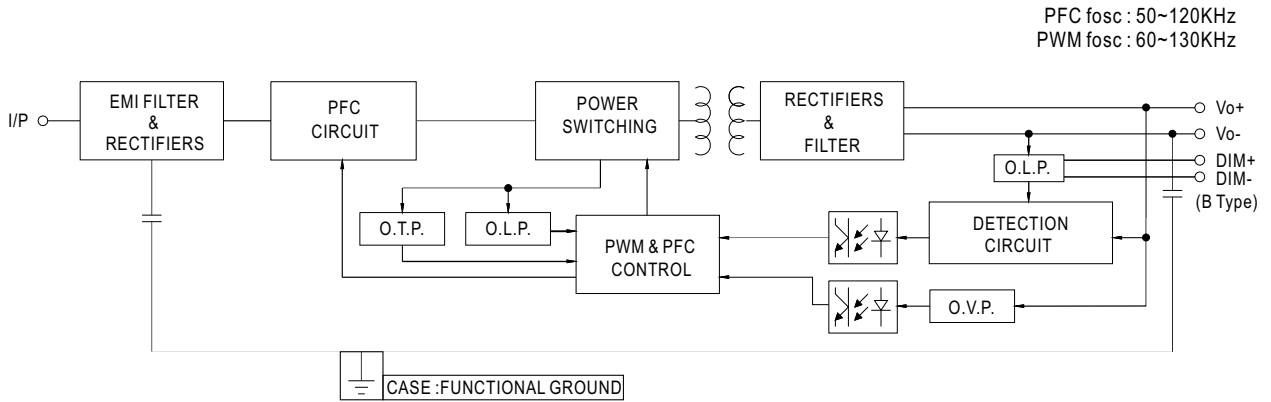 PFC fosc : 50~120KHz
PWM fosc : 60~130KHz
I/P
EMI FILTER
&
RECTIFIERS
PFC
CIRCUIT
POWER
SWITCHING
RECTIFIERS
&
FILTER
Vo+
Vo-
DIM+
DIM-
(B Type)
O.L.P.
O.T.P.
O.L.P.
PWM & PFC
CONTROL
DETECTION
CIRCUIT
O.V.P.
CASE :FUNCTIONAL GROUND